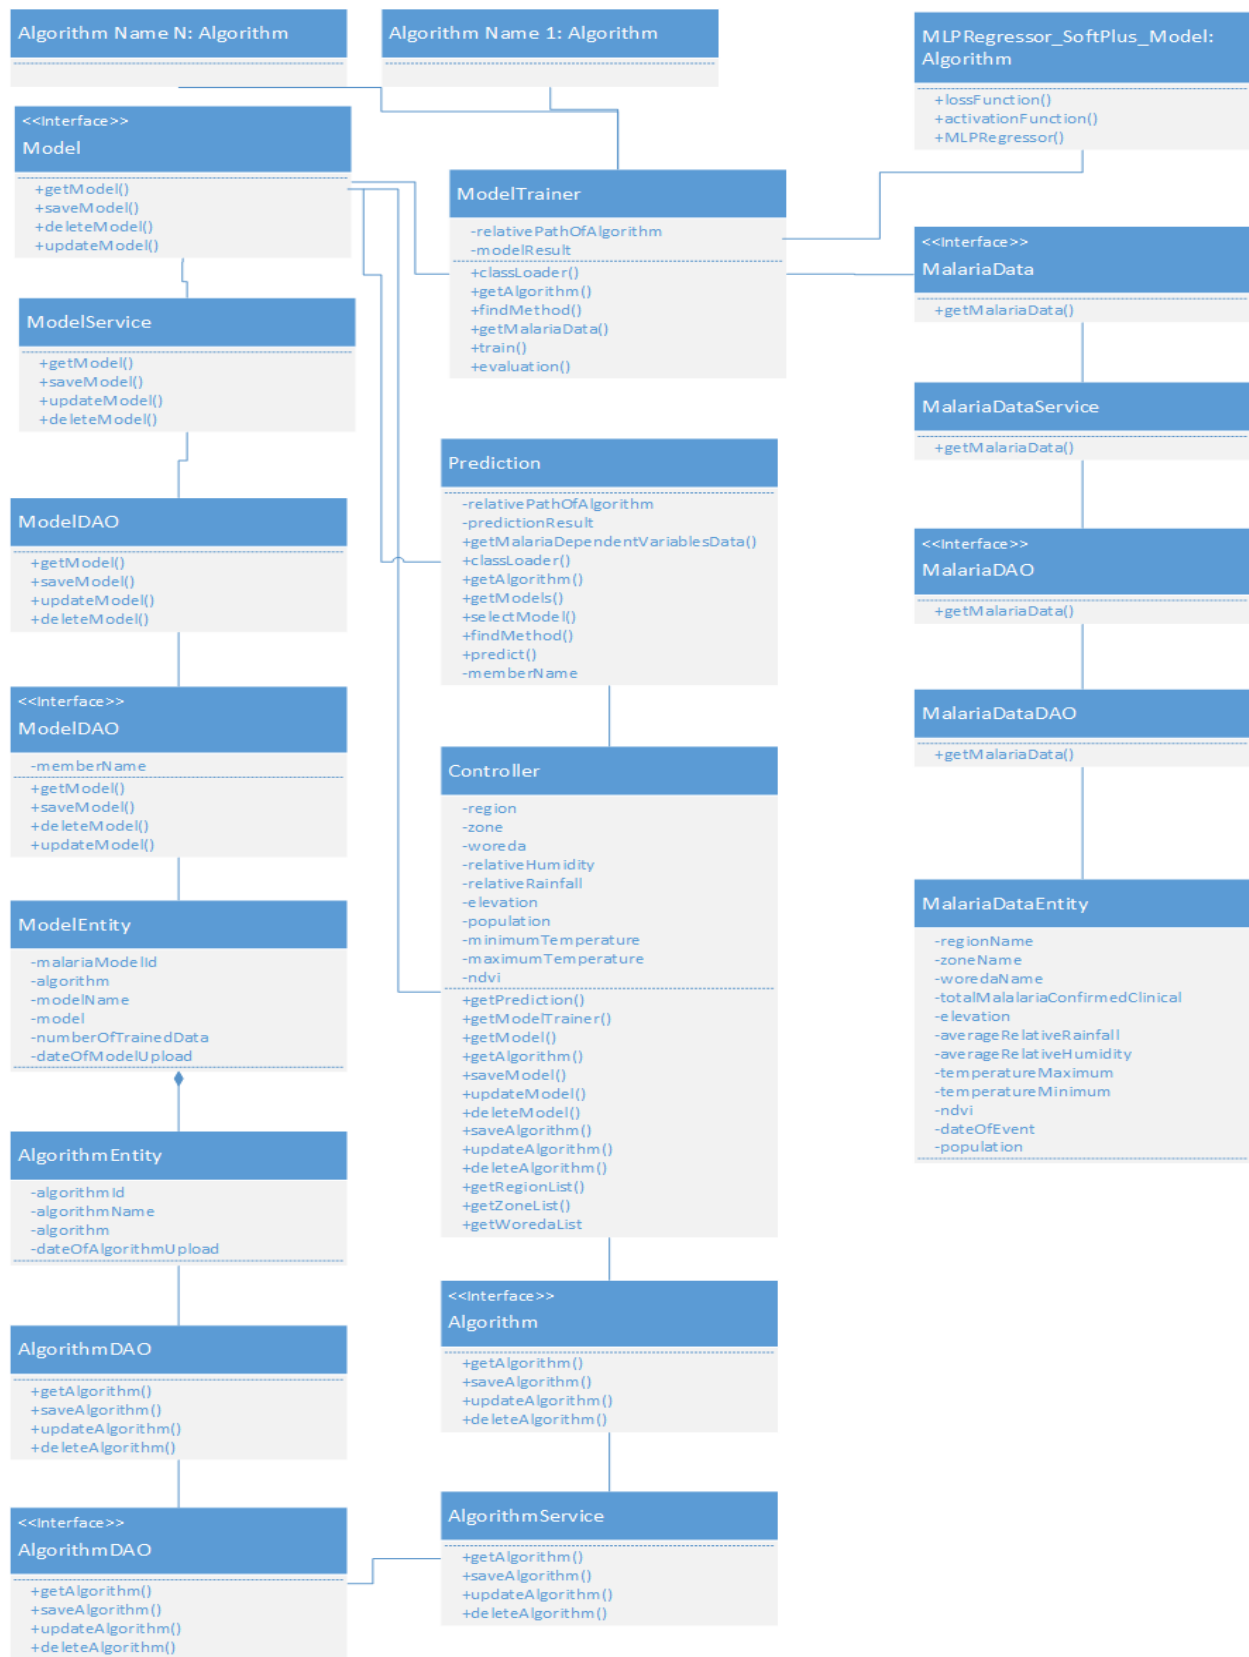 Algorithm Name N: Algorithm
Algorithm Name 1: Algorithm
MLPRegressor_SoftPlus_Model:
Algorithm
+lossFunction()
+activationFunction()
+MLPRegressor()
<<Interface>>
Model
+getModel()
+saveModel()
+deleteModel()
+updateModel()
ModelTrainer
-relativePathOfAlgorithm
-modelResult
+classLoader()
+getAlgorithm()
+findMethod()
+getMalariaData()
+train()
+evaluation()
<<Interface>>
MalariaData
+getMalariaData()
ModelService
+getModel()
+saveModel()
+updateModel()
+deleteModel()
MalariaDataService
+getMalariaData()
Prediction
-relativePathOfAlgorithm
-predictionResult
+getMalariaDependentVariablesData()
+classLoader()
+getAlgorithm()
+getModels()
+selectModel()
+findMethod()
+predict()
-memberName
ModelDAO
+getModel()
+saveModel()
+updateModel()
+deleteModel()
<<Interface>>
MalariaDAO
+getMalariaData()
<<Interface>>
ModelDAO
-memberName
+getModel()
+saveModel()
+deleteModel()
+updateModel()
MalariaDataDAO
+getMalariaData()
Controller
-region
-zone
-woreda
-relativeHumidity
-relativeRainfall
-elevation
-population
-minimumTemperature
-maximumTemperature
-ndvi
+getPrediction()
+getModelTrainer()
+getModel()
+getAlgorithm()
+saveModel()
+updateModel()
+deleteModel()
+saveAlgorithm()
+updateAlgorithm()
+deleteAlgorithm()
+getRegionList()
+getZoneList()
+getWoredaList
ModelEntity
-malariaModelId
-algorithm
-modelName
-model
-numberOfTrainedData
-dateOfModelUpload
MalariaDataEntity
-regionName
-zoneName
-woredaName
-totalMalalariaConfirmedClinical
-elevation
-averageRelativeRainfall
-averageRelativeHumidity
-temperatureMaximum
-temperatureMinimum
-ndvi
-dateOfEvent
-population
AlgorithmEntity
-algorithmId
-algorithmName
-algorithm
-dateOfAlgorithmUpload
<<Interface>>
Algorithm
+getAlgorithm()
+saveAlgorithm()
+updateAlgorithm()
+deleteAlgorithm()
AlgorithmDAO
+getAlgorithm()
+saveAlgorithm()
+updateAlgorithm()
+deleteAlgorithm()
AlgorithmService
+getAlgorithm()
+saveAlgorithm()
+updateAlgorithm()
+deleteAlgorithm()
<<Interface>>
AlgorithmDAO
+getAlgorithm()
+saveAlgorithm()
+updateAlgorithm()
+deleteAlgorithm()